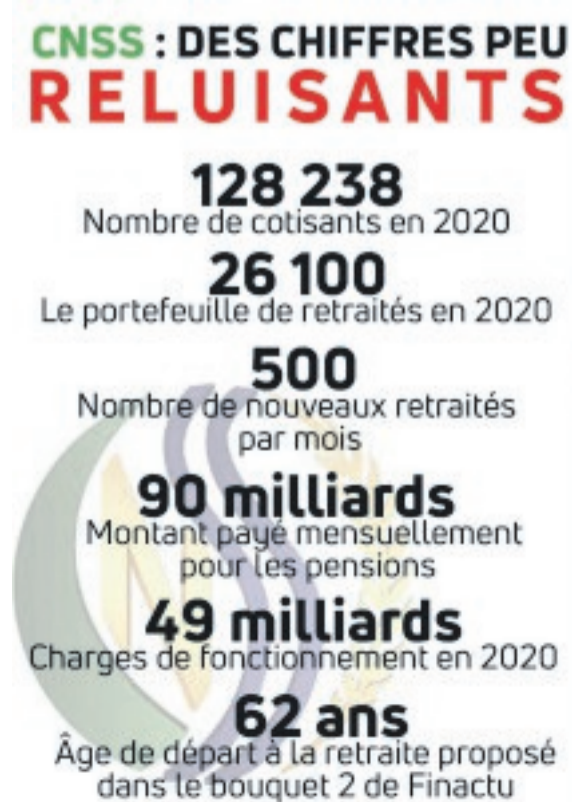 CNSS : DES CHIFFRES PEU
RELUISANTS
128 238
Nombre de cotisants en 2020
26 100
Le portefeuille de retraités en 2020
500
Nombre de nouveaux retraités
par mois
90 milliards
Montant payé mensuellement
pour les pensions
49 milliards
Charges de fonctionnement en 2020
62 ans
Âge de départ à la retraite proposé
dans le bouquet 2 de Finactu